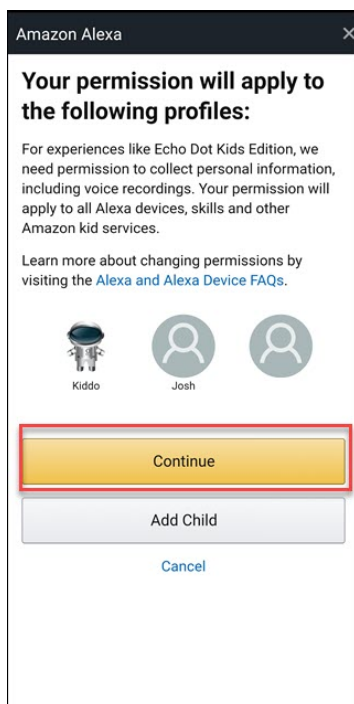 Amazon Alexa
Your permission will apply to
the following profiles:
For experiences like Echo Dot Kids Edition, we
need permission to collect personal information,
including voice recordings. Your permission will
apply to all Alexa devices, skills and other
Amazon kid services.
Learn more about changing permissions by
visiting the Alexa and Alexa Device FAQs.
Kiddo Josh
Continue
Add Child
Cancel